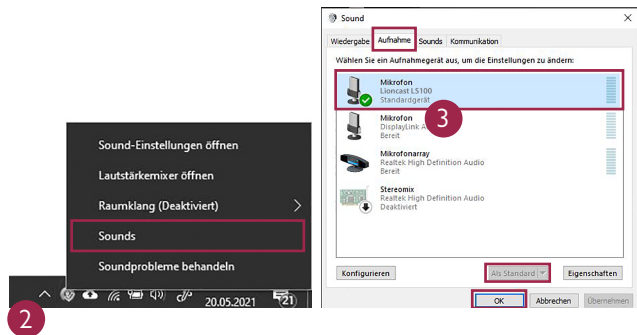 Sound-Einstellungen öffnen
Lautstärkemixer öffnen
Raumklang (Deaktiviert)
Sounds
Soundprobleme behandeln
20.05.2021
21
2
Sound
Wiedergabe Aufnahme Sounds Kommunikation
Wählen Sie ein Aufnahmegerät aus, um die Einstellungen zu ändern:
Mikrofon
Lioncast LS100
Standardgerät
3
Mikrofon
DisplayLink A
Bereit
Mikrofonarray
Realtek High Definition Audio
Bereit
Stereomix
Realtek High Definition Audio
Deaktiviert
Konfigurieren Als Standard Eigenschaften
OK Abbrechen Übernehmen